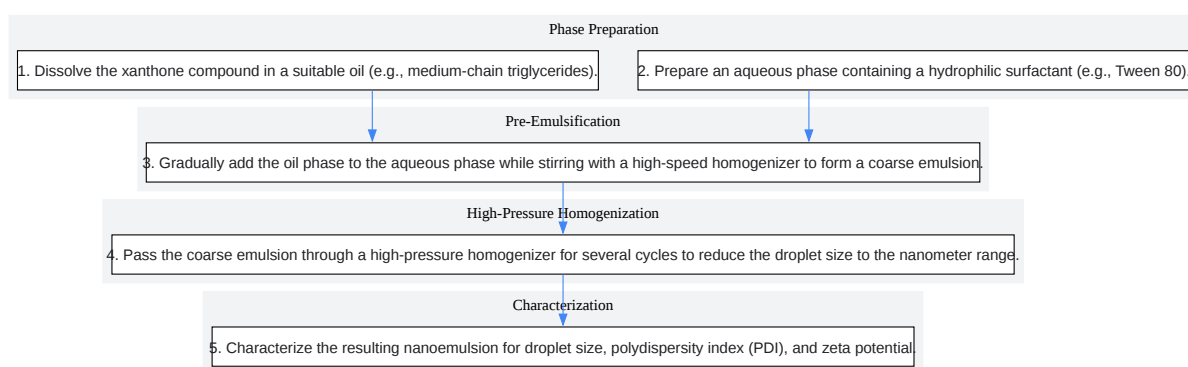 Phase Preparation
1. Dissolve the xanthone compound in a suitable oil (e.g., medium-chain triglycerides).
2. Prepare an aqueous phase containing a hydrophilic surfactant (e.g., Tween 80).
Pre-Emulsification
3. Gradually add the oil phase to the aqueous phase while stirring with a high-speed homogenizer to form a coarse emulsion.
High-Pressure Homogenization
4. Pass the coarse emulsion through a high-pressure homogenizer for several cycles to reduce the droplet size to the nanometer range.
Characterization
5. Characterize the resulting nanoemulsion for droplet size, polydispersity index (PDI), and zeta potential.